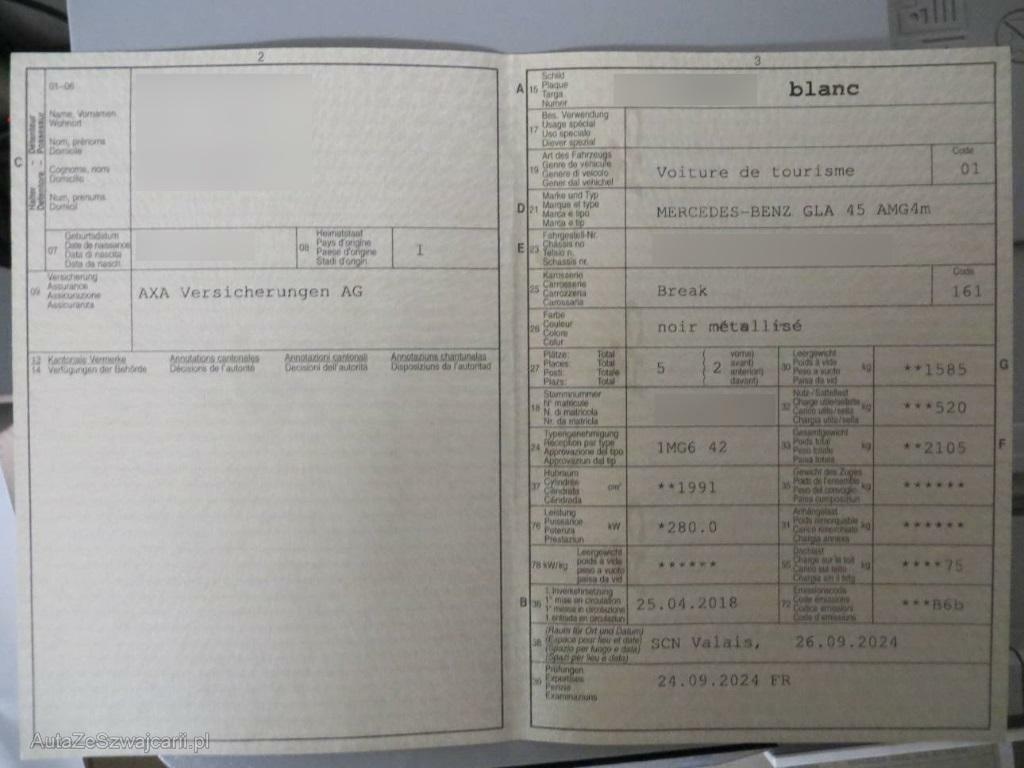 2
01–06
Name, Vornamen
Wohnort
Nom, prénoms
Domicile
Cognome, nomi
Domicilio
Num, prenums
Domicil
C
Halter – Détenteur
Detentore – Possessur
07
Geburtsdatum
Date de naissance
Data di nascita
Data da nasch.
08
Heimatstaat
Pays d'origine
Paese d'origine
Stadi d'origin
I
09
Versicherung
Assurance
Assicurazione
Assicuranza
AXA Versicherungen AG
13
14
Kantonale Vermerke
Verfügungen der Behörde
Annotations cantonales
Décisions de l'autorité
Annotazioni cantonali
Decisioni dell'autorità
Annotaziuns chantunalas
Disposiziuns da l'autoritad
3
A
15
Schild
Plaque
Targa
Numer
blanc
17
Bes. Verwendung
Usage spécial
Uso speciale
Diever spezial
19
Art des Fahrzeugs
Genre de véhicule
Genere di veicolo
Gener dal vehichel
Voiture de tourisme
Code
01
D
21
Marke und Typ
Marque et type
Marca e tipo
Marca e tip
MERCEDES-BENZ GLA 45 AMG4m
E
23
Fahrgestell-Nr.
Châssis no
Telaio n.
Schassis nr.
25
Karosserie
Carrosserie
Carrozzeria
Carossaria
Break
Code
161
26
Farbe
Couleur
Colore
Colur
noir métallisé
27
Plätze: Total
Places: Total
Posti: Totale
Plazs: Total
5
2
vorne)
avant)
anteriori)
davant)
30
Leergewicht
Poids à vide
Peso a vuoto
Paisa da vid
kg
**1585
G
18
Stammnummer
N° matricule
N. di matricola
Nr. da matricla
32
Nutz-/Sattellast
Charge utile/sellette
Carico utile/sella
Chargia utila/sella
kg
***520
24
Typengenehmigung
Réception par type
Approvazione del tipo
Approvaziun dal tip
1MG6 42
33
Gesamtgewicht
Poids total
Peso totale
Paisa totala
kg
**2105
F
37
Hubraum
Cylindrée
Cilindrata
Cilindrada
cm³
**1991
35
Gewicht des Zuges
Poids de l'ensemble
Peso del convoglio
Paisa cumposiziun
kg
******
76
Leistung
Puissance
Potenza
Prestaziun
kW
*280.0
31
Anhängelast
Poids remorquable
Carico rimorchiato
Chargia annexa
kg
******
78 kW/kg
Leergewicht
poids à vide
peso a vuoto
paisa da vid
******
55
Dachlast
Charge sur le toit
Carico sul tetto
Chargia sin il tetg
kg
****75
B
36
1. Inverkehrsetzung
1re mise en circulation
1a messa in circolazione
1. entrada en circulaziun
25.04.2018
72
Emissionscode
Code émissions
Codice emissioni
Code d'emissiuns
***B6b
38
(Raum für Ort und Datum)
(Espace pour lieu et date)
(Spazio per luogo e data)
(Spazi per lieu e data)
SCN Valais, 26.09.2024
39
Prüfungen
Expertises
Perizie
Examinaziuns
24.09.2024 FR
AutaZeSzwajcarii.pl